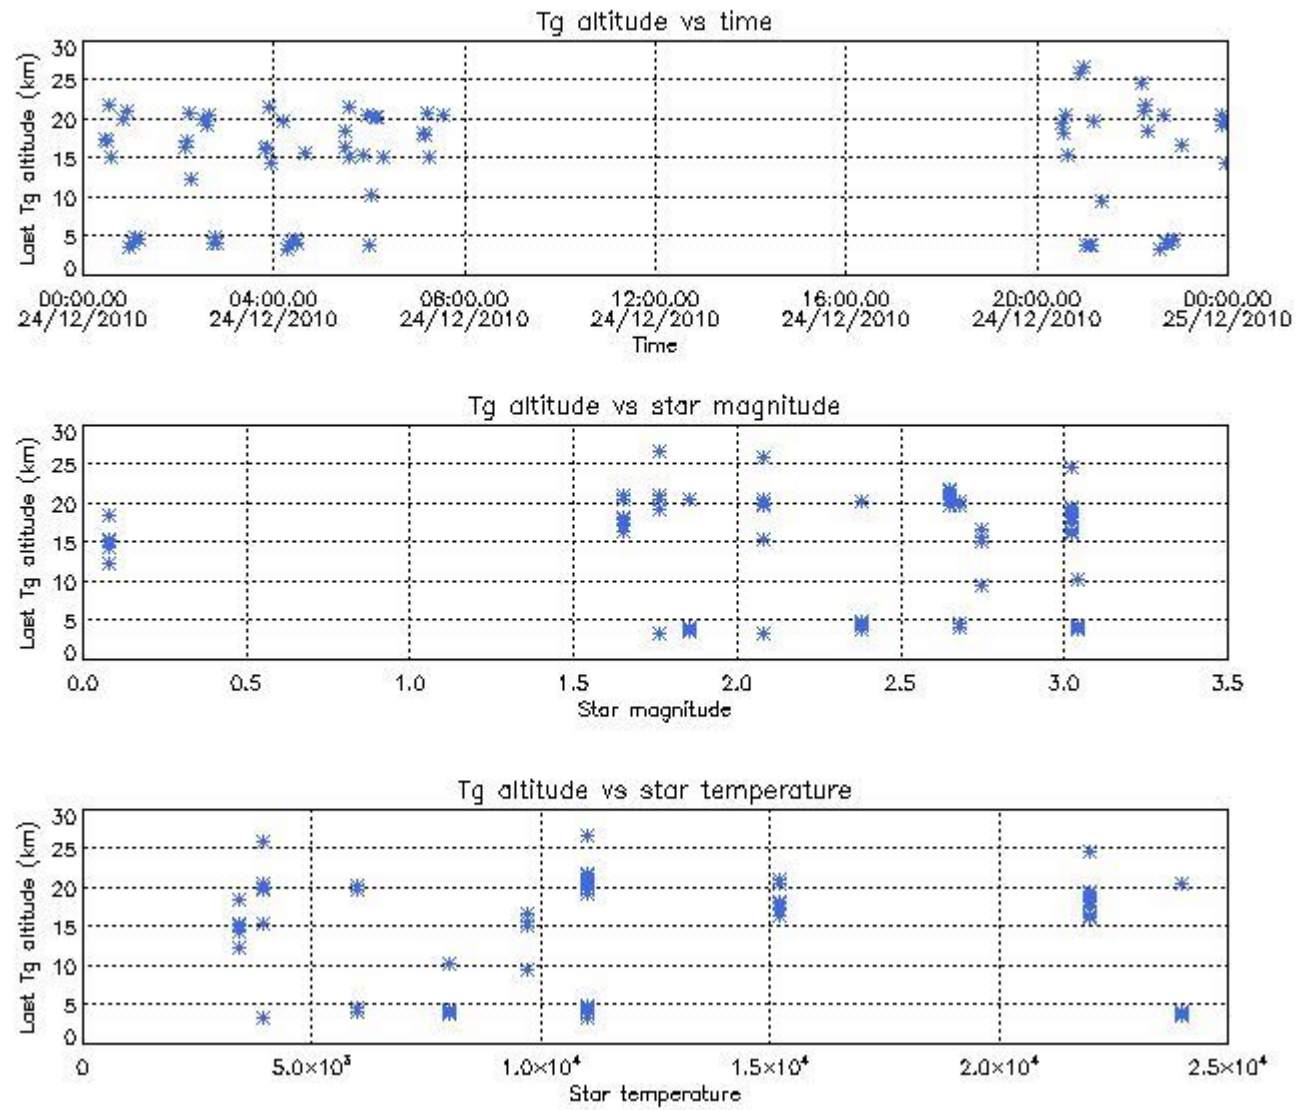 Tg altitude vs time
Last Tg altitude (km)
30
25
20
15
10
5
0
00:00.00 04:00.00 08:00.00 12:00.00 16:00.00 20:00.00 00:00.00
24/12/2010 24/12/2010 24/12/2010 24/12/2010 24/12/2010 24/12/2010 25/12/2010
Time
Tg altitude vs star magnitude
Last Tg altitude (km)
30
25
20
15
10
5
0
0.0 0.5 1.0 1.5 2.0 2.5 3.0 3.5
Star magnitude
Tg altitude vs star temperature
Last Tg altitude (km)
30
25
20
15
10
5
0
0 5.0×10³ 1.0×10⁴ 1.5×10⁴ 2.0×10⁴ 2.5×10⁴
Star temperature